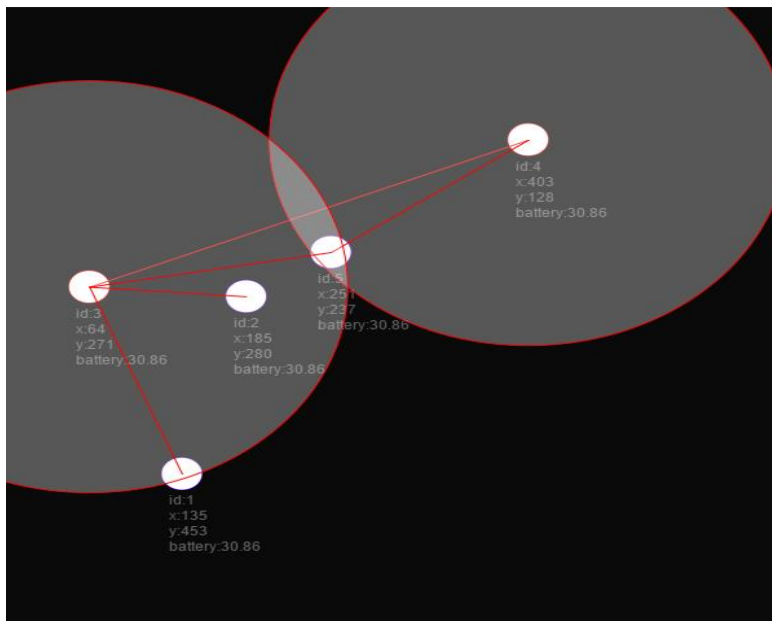 id:4
x:403
y:128
battery:30.86
id:5
x:251
y:237
battery:30.86
id:3
x:64
y:271
battery:30.86
id:2
x:185
y:280
battery:30.86
id:1
x:135
y:453
battery:30.86